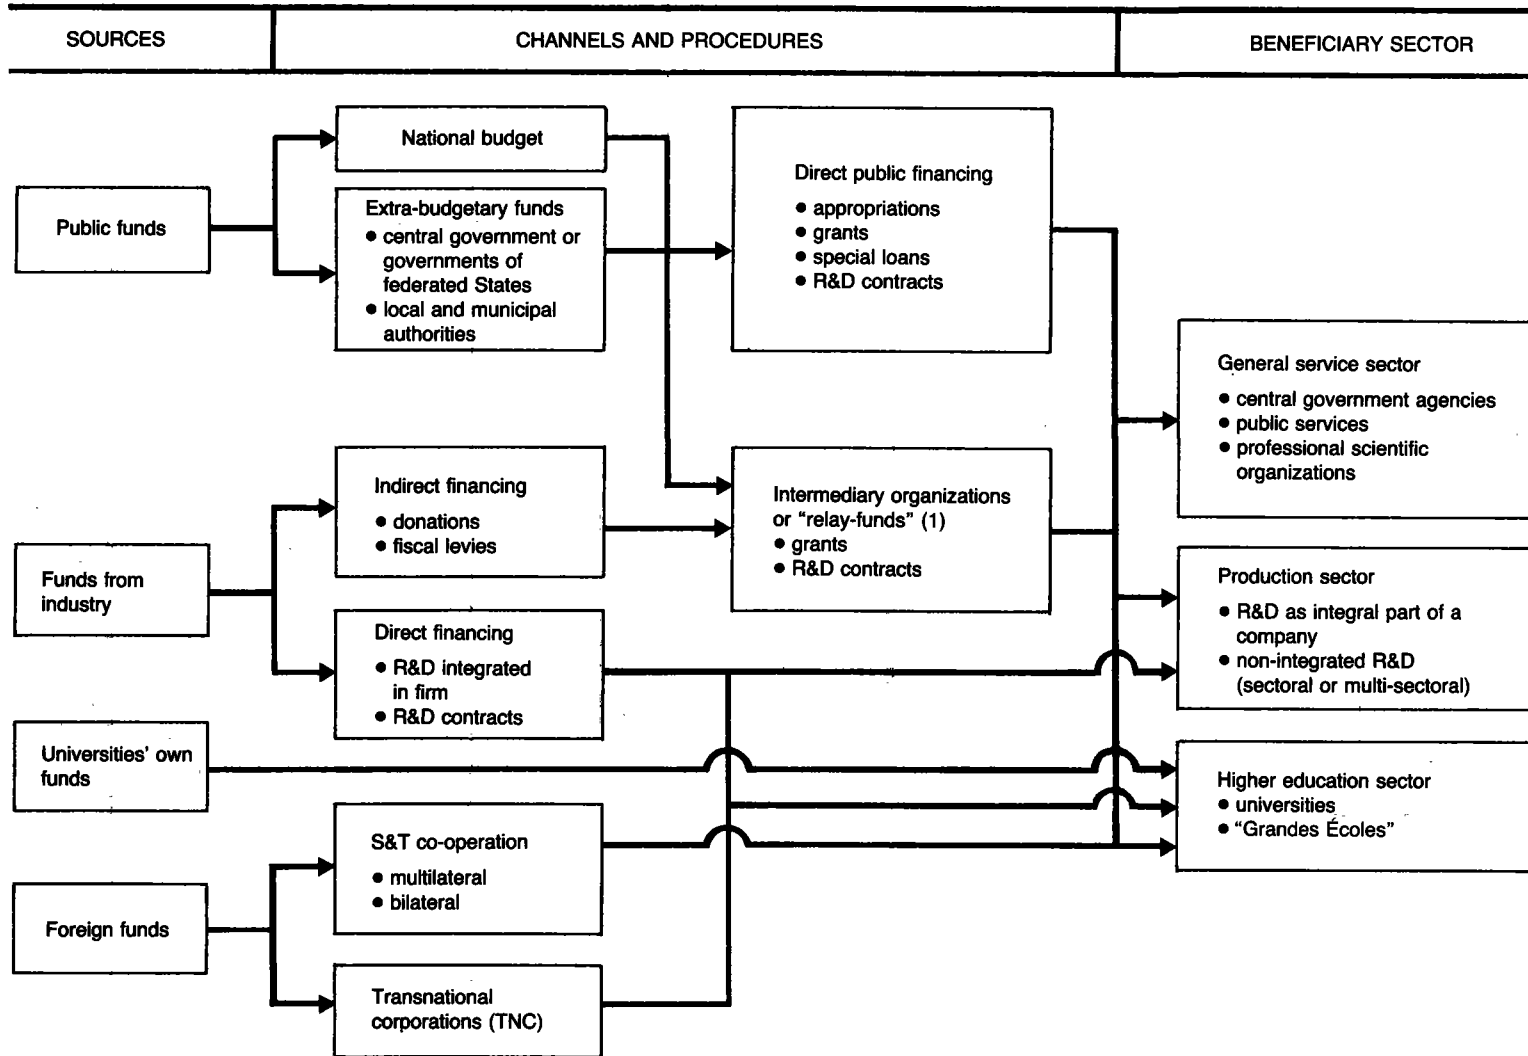 SOURCES
CHANNELS AND PROCEDURES
BENEFICIARY SECTOR
Public funds
National budget
Extra-budgetary funds
• central government or
governments of
federated States
• local and municipal
authorities
Direct public financing
• appropriations
• grants
• special loans
• R&D contracts
General service sector
• central government agencies
• public services
• professional scientific
organizations
Funds from
industry
Indirect financing
• donations
• fiscal levies
Intermediary organizations
or "relay-funds" (1)
• grants
• R&D contracts
Direct financing
• R&D integrated
in firm
• R&D contracts
Production sector
• R&D as integral part of a
company
• non-integrated R&D
(sectoral or multi-sectoral)
Universities' own
funds
Higher education sector
• universities
• "Grandes Écoles"
Foreign funds
S&T co-operation
• multilateral
• bilateral
Transnational
corporations (TNC)